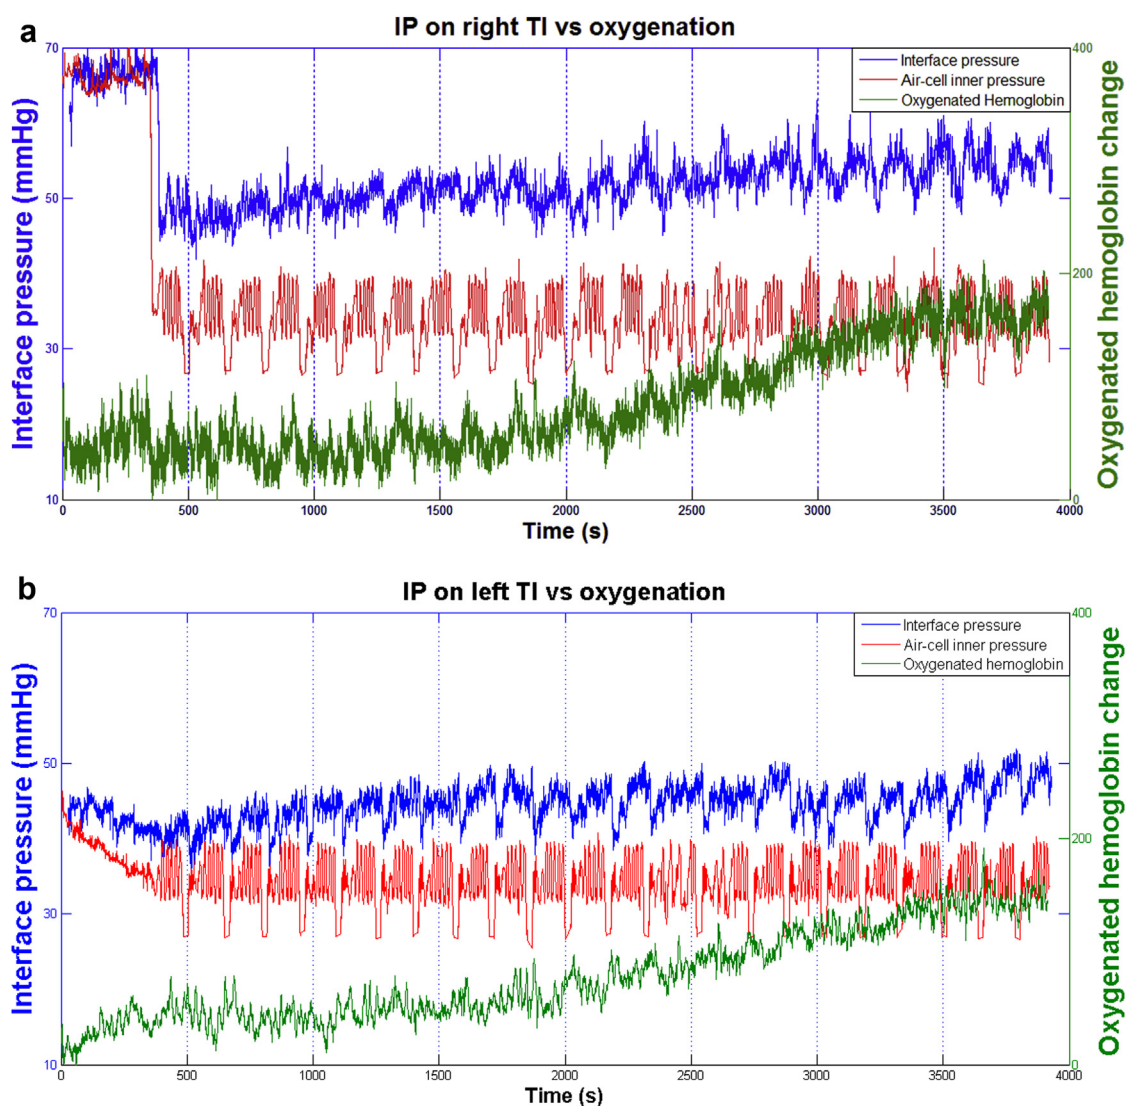 a
IP on right TI vs oxygenation
Interface pressure
Air-cell inner pressure
Oxygenated Hemoglobin
Interface pressure (mmHg)
70
50
30
10
400
200
0
Oxygenated hemoglobin change
0 500 1000 1500 2000 2500 3000 3500 4000
Time (s)
b
IP on left TI vs oxygenation
Interface pressure
Air-cell inner pressure
Oxygenated hemoglobin
Interface pressure (mmHg)
70
50
30
10
400
200
0
Oxygenated hemoglobin change
0 500 1000 1500 2000 2500 3000 3500 4000
Time (s)